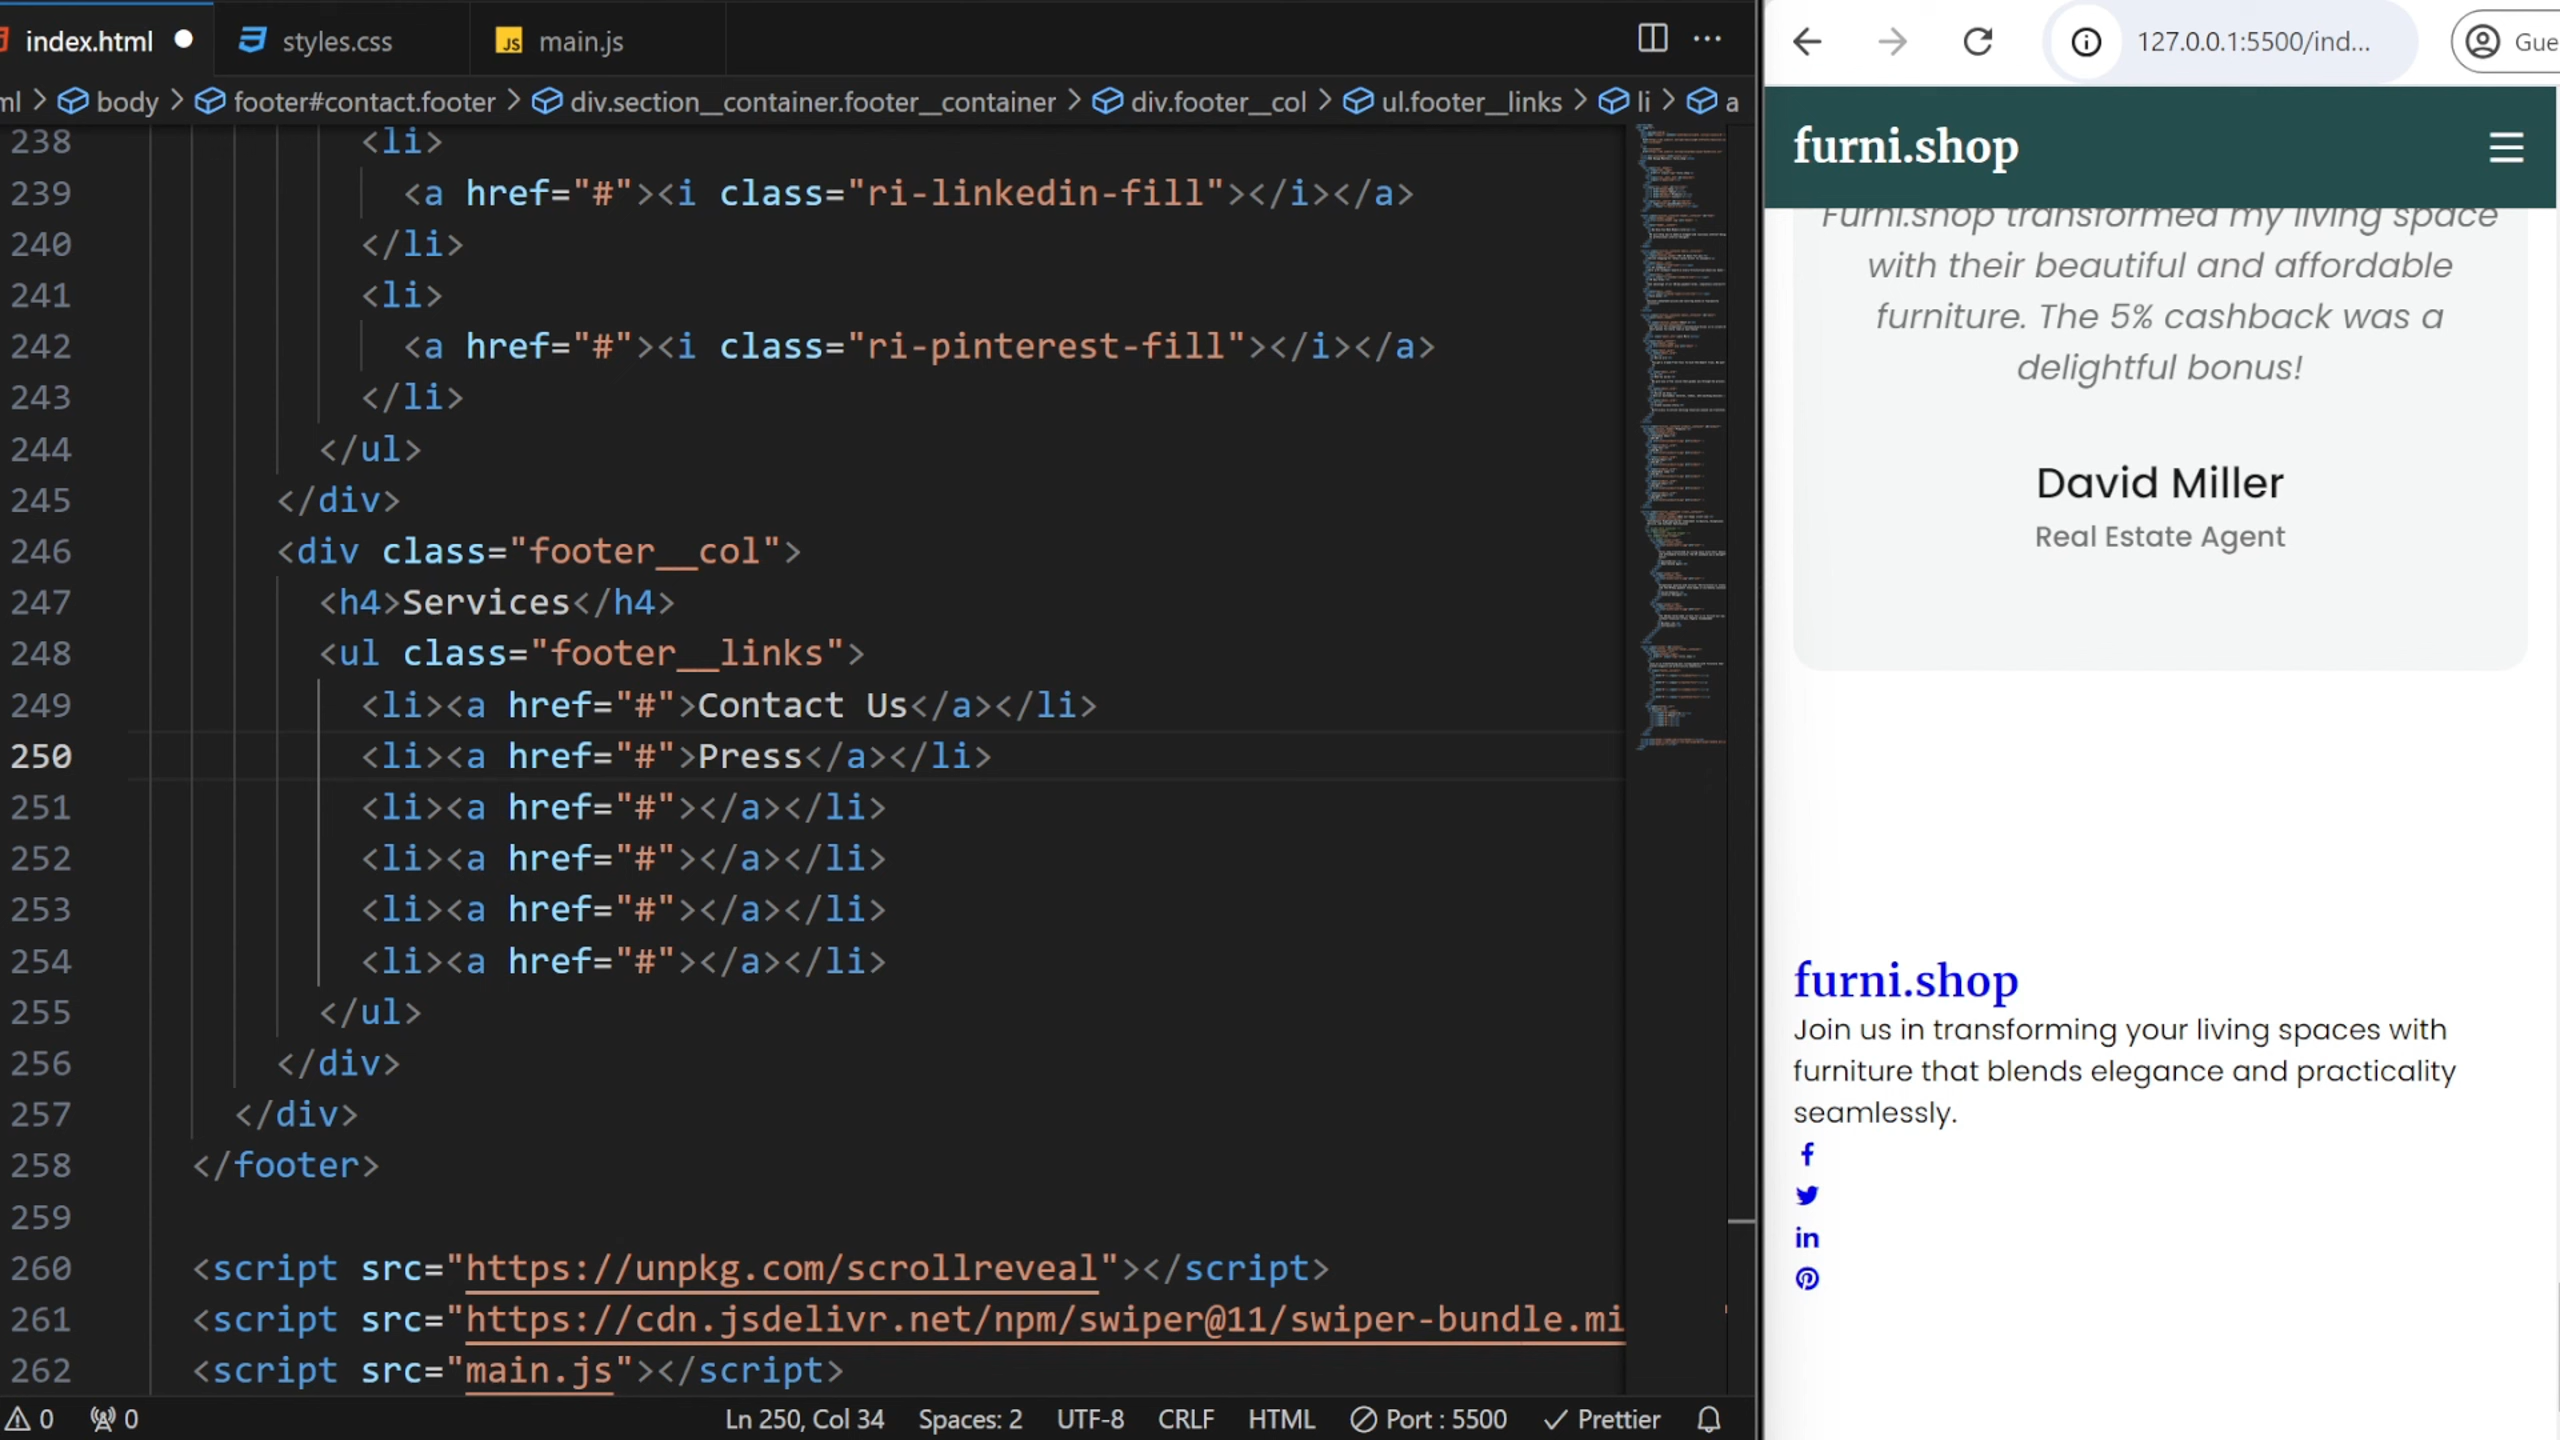 index.html
styles.css
JS main.js
ml > body > footer#contact.footer > div.section__container.footer__container > div.footer__col > ul.footer__links > li > a
238 <li>
239 <a href="#"><i class="ri-linkedin-fill"></i></a>
240 </li>
241 <li>
242 <a href="#"><i class="ri-pinterest-fill"></i></a>
243 </li>
244 </ul>
245 </div>
246 <div class="footer__col">
247 <h4>Services</h4>
248 <ul class="footer__links">
249 <li><a href="#">Contact Us</a></li>
250 <li><a href="#">Press</a></li>
251 <li><a href="#"></a></li>
252 <li><a href="#"></a></li>
253 <li><a href="#"></a></li>
254 <li><a href="#"></a></li>
255 </ul>
256 </div>
257 </div>
258 </footer>
259
260 <script src="https://unpkg.com/scrollreveal"></script>
261 <script src="https://cdn.jsdelivr.net/npm/swiper@11/swiper-bundle.mi
262 <script src="main.js"></script>
0 0 Ln 250, Col 34 Spaces: 2 UTF-8 CRLF HTML Port : 5500 Prettier
127.0.0.1:5500/ind...
Gue
furni.shop
Furni.shop transformed my living space
with their beautiful and affordable
furniture. The 5% cashback was a
delightful bonus!
David Miller
Real Estate Agent
furni.shop
Join us in transforming your living spaces with
furniture that blends elegance and practicality
seamlessly.